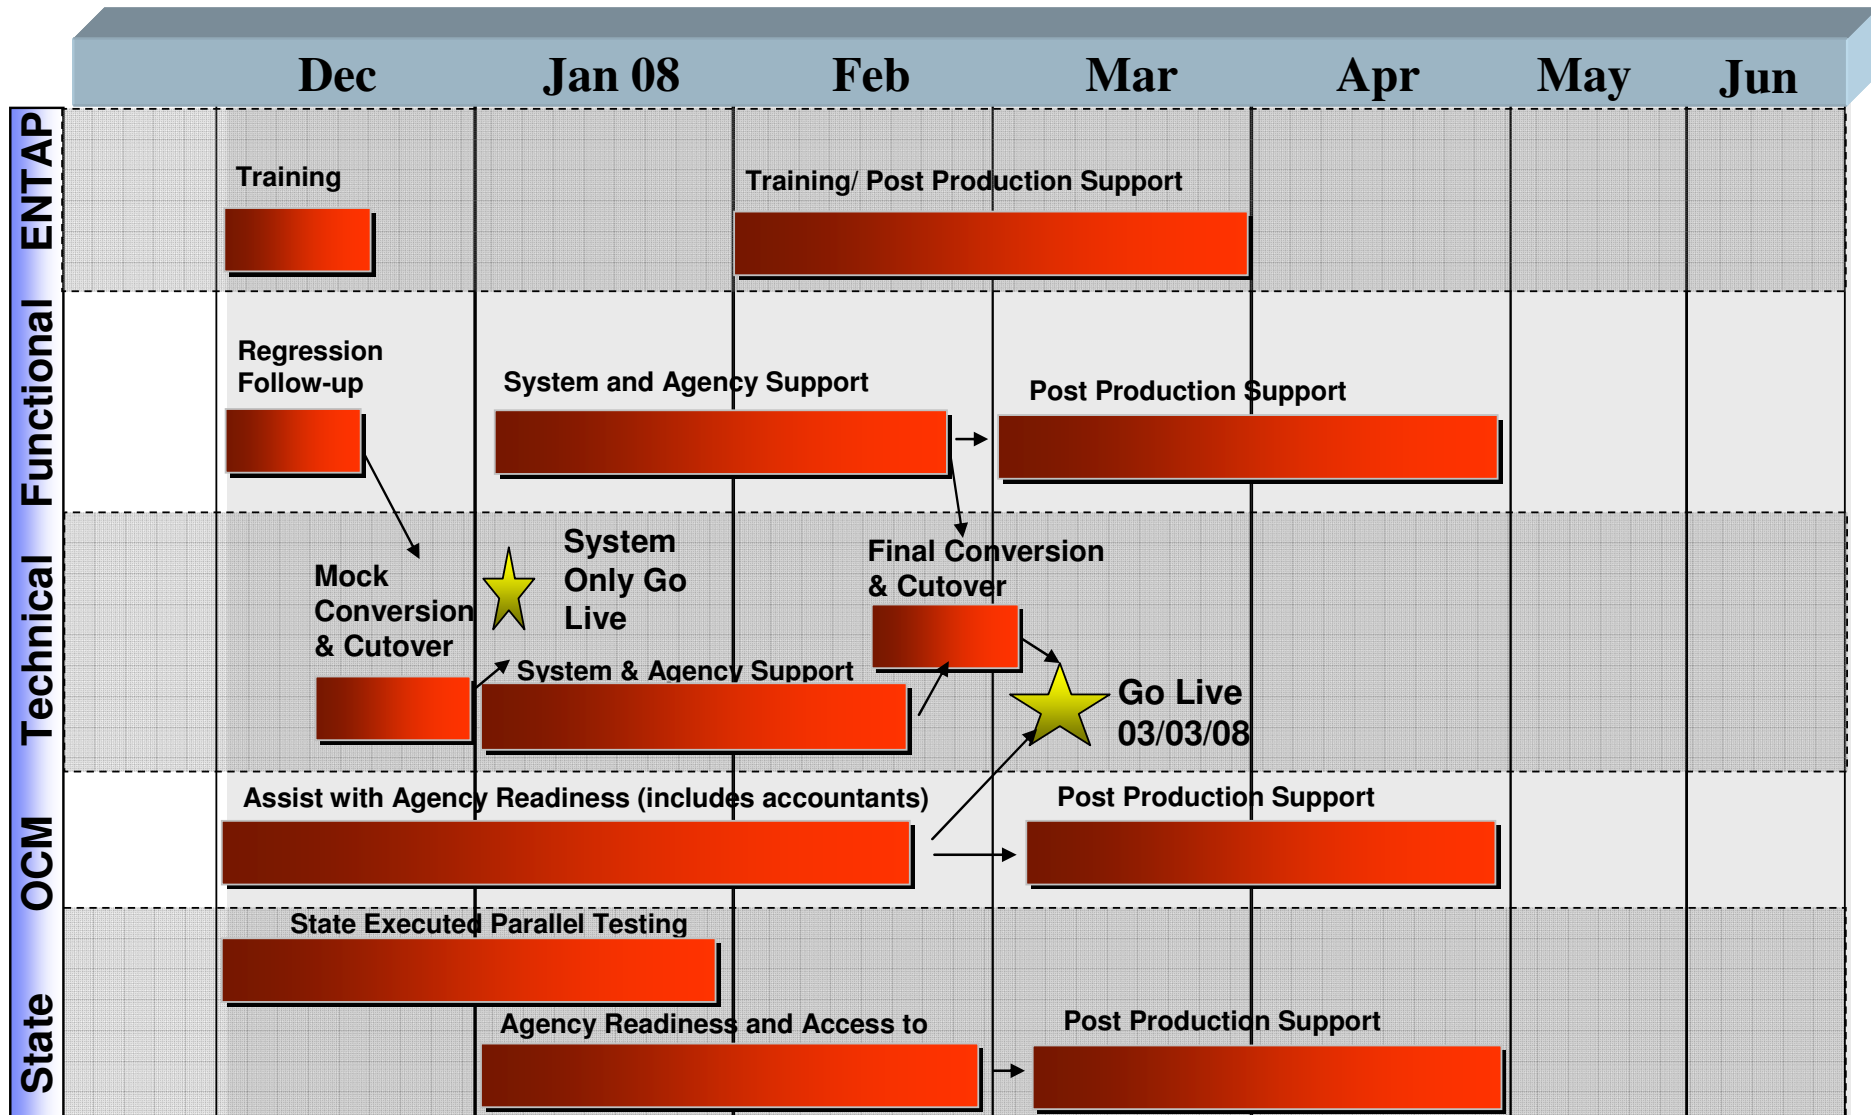 Dec Jan 08 Feb Mar Apr May Jun
ENTAP
Training
Training/ Post Production Support
Functional
Regression
Follow-up
System and Agency Support
Post Production Support
Technical
Mock
Conversion
& Cutover
System
Only Go
Live
System & Agency Support
Final Conversion
& Cutover
Go Live
03/03/08
OCM
Assist with Agency Readiness (includes accountants)
Post Production Support
State
State Executed Parallel Testing
Agency Readiness and Access to
Post Production Support